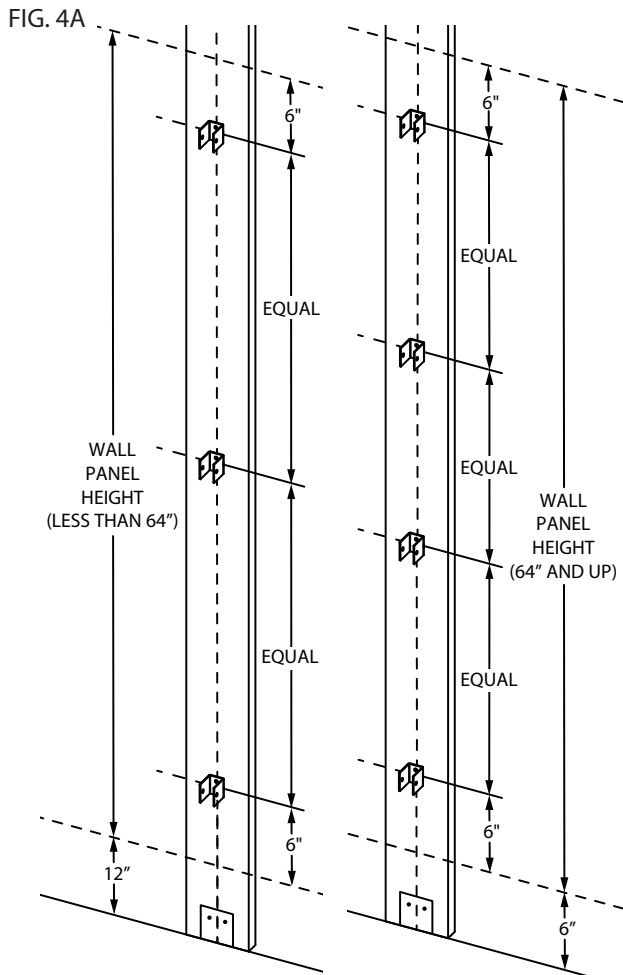 FIG. 4A
6"
EQUAL
WALL
PANEL
HEIGHT
(LESS THAN 64”)
EQUAL
6"
12”
6"
EQUAL
EQUAL
WALL
PANEL
HEIGHT
(64” AND UP)
EQUAL
6"
6”